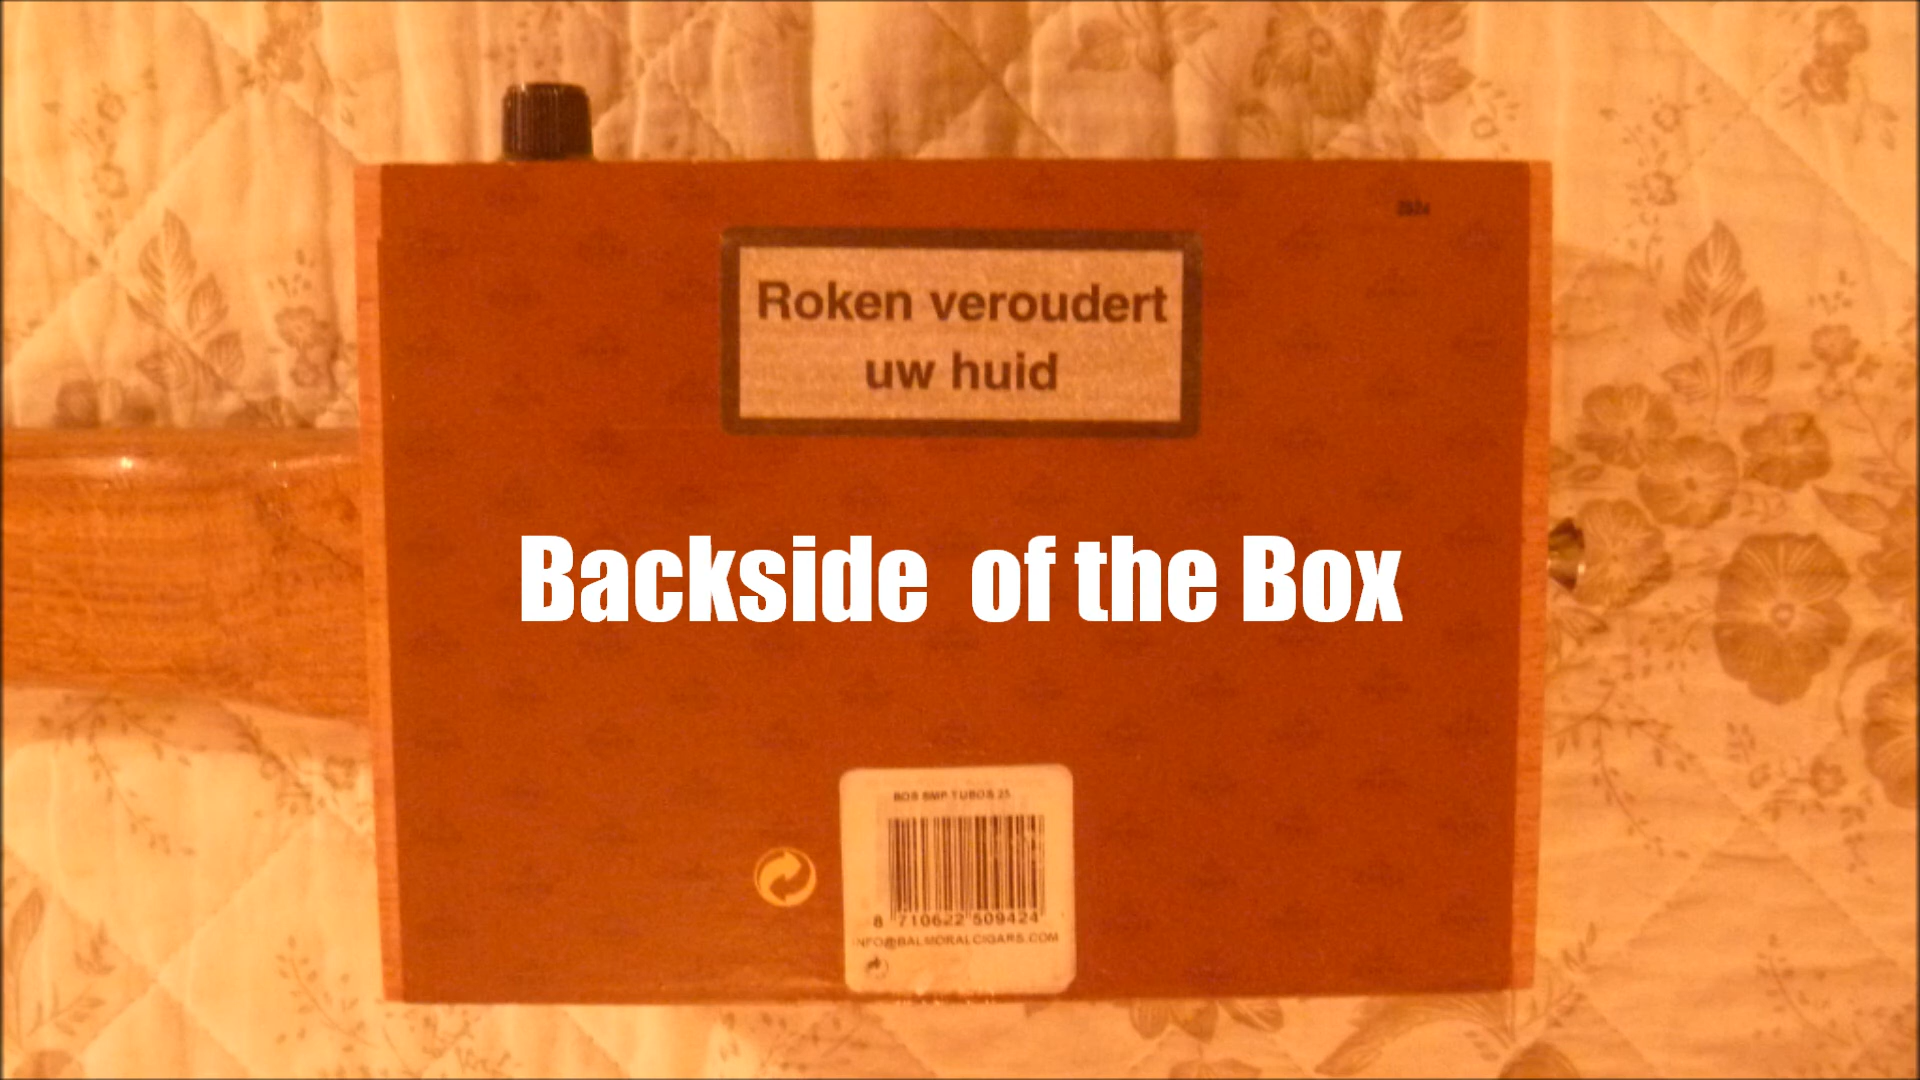 Roken veroudert
uw huid
Backside of the Box
BOS SMP TUBOS 25
8 710622 509424
INFO@BALMORALCIGARS.COM